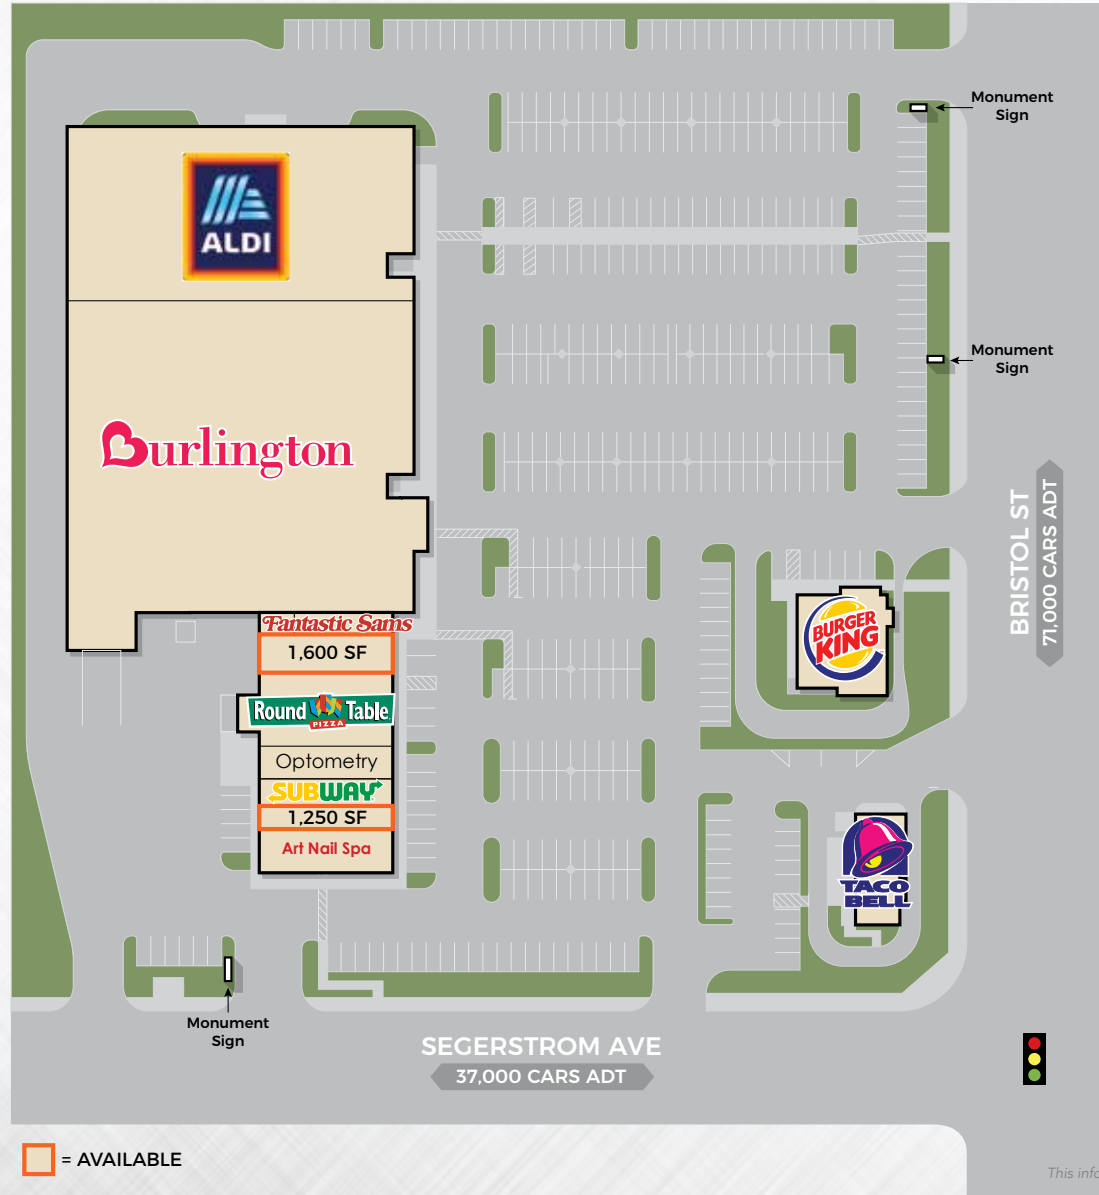 Monument
Sign
ALDI
Monument
Sign
Burlington
BRISTOL ST
71,000 CARS ADT
Fantastic Sams
1,600 SF
BURGER
KING
Round Table
PIZZA
Optometry
SUBWAY
1,250 SF
Art Nail Spa
TACO
BELL
Monument
Sign
SEGERSTROM AVE
37,000 CARS ADT
= AVAILABLE
This info